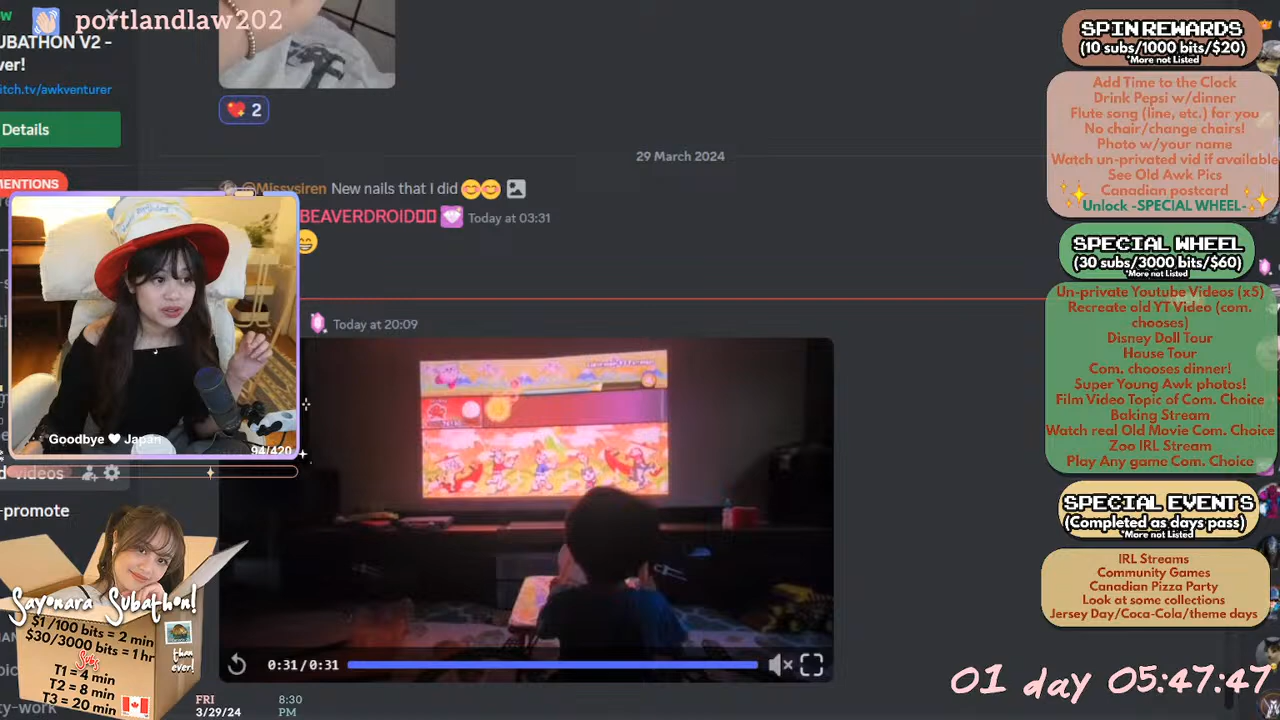 portlandlaw202
UBATHON V2 -
ver!
itch.tv/awkventurer
Details
MENTIONS
2
29 March 2024
@Missysiren New nails that I did
BEAVERDROID Today at 03:31
Today at 20:09
0:31/0:31
Goodbye ♥ Japan
94/420
d videos
-promote
Sayonara Subathon!
$1/100 bits = 2 min
$30/3000 bits = 1 hr
Subs
T1 = 4 min
T2 = 8 min
T3 = 20 min
than
ever!
ty-work
FRI
3/29/24
8:30
PM
SPIN REWARDS
(10 subs/1000 bits/$20)
*More not Listed
Add Time to the Clock
Drink Pepsi w/dinner
Flute song (line, etc.) for you
No chair/change chairs!
Photo w/your name
Watch un-privated vid if available
See Old Awk Pics
Canadian postcard
Unlock -SPECIAL WHEEL-
SPECIAL WHEEL
(30 subs/3000 bits/$60)
*More not Listed
Un-private Youtube Videos (x5)
Recreate old YT Video (com.
chooses)
Disney Doll Tour
House Tour
Com. chooses dinner!
Super Young Awk photos!
Film Video Topic of Com. Choice
Baking Stream
Watch real Old Movie Com. Choice
Zoo IRL Stream
Play Any game Com. Choice
SPECIAL EVENTS
(Completed as days pass)
*More not Listed
IRL Streams
Community Games
Canadian Pizza Party
Look at some collections
Jersey Day/Coca-Cola/theme days
01 day 05:47:47